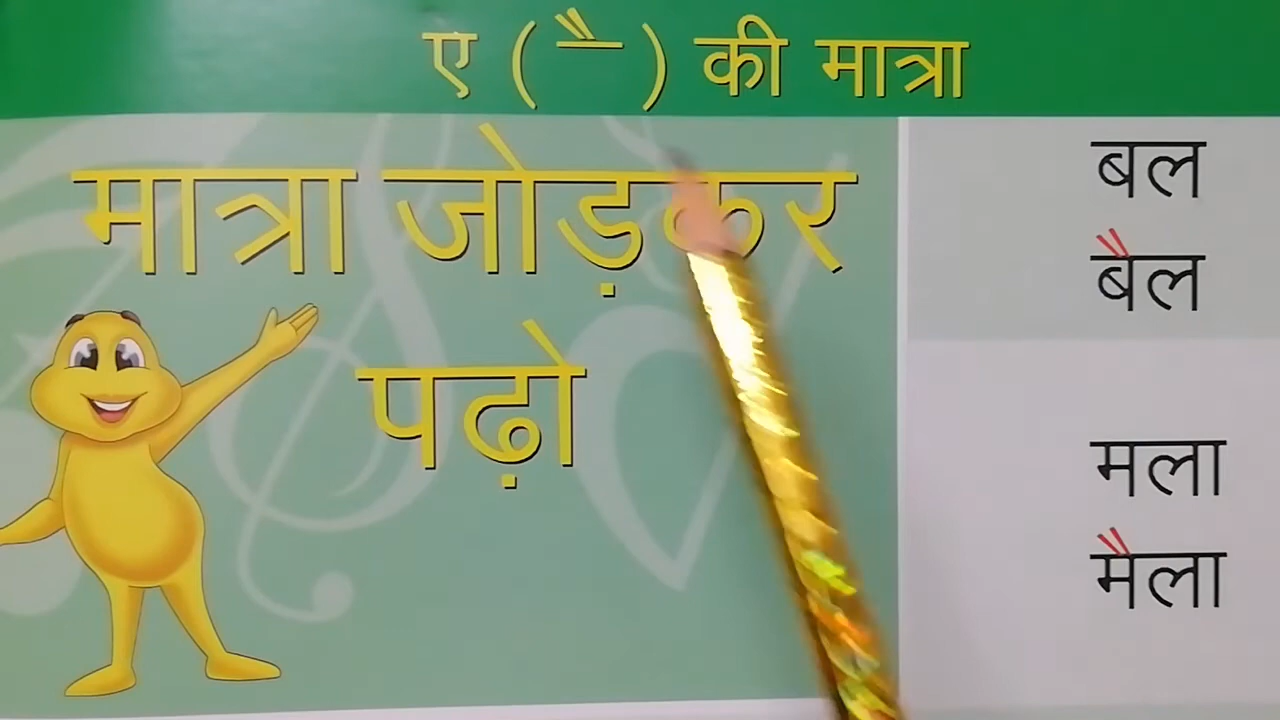 ए ( ै ) की मात्रा
मात्रा जोड़कर
पढ़ो
बल
बैल
मला
मैला